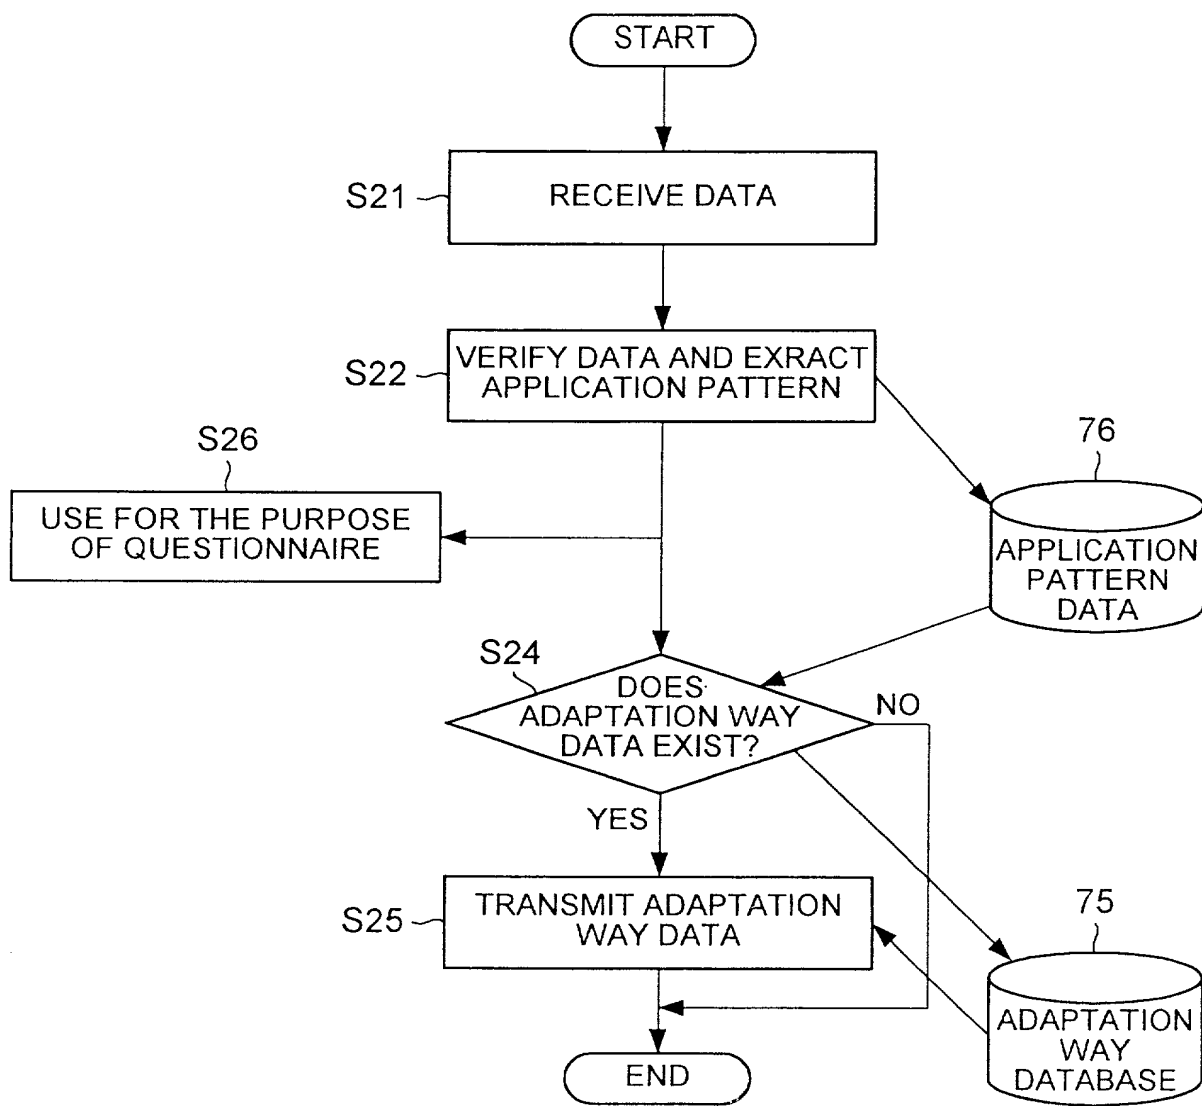 START
S21
RECEIVE DATA
S22
VERIFY DATA AND EXRACT
APPLICATION PATTERN
S26
USE FOR THE PURPOSE
OF QUESTIONNAIRE
76
APPLICATION
PATTERN
DATA
S24
DOES
ADAPTATION WAY
DATA EXIST?
NO
YES
S25
TRANSMIT ADAPTATION
WAY DATA
75
ADAPTATION
WAY
DATABASE
END